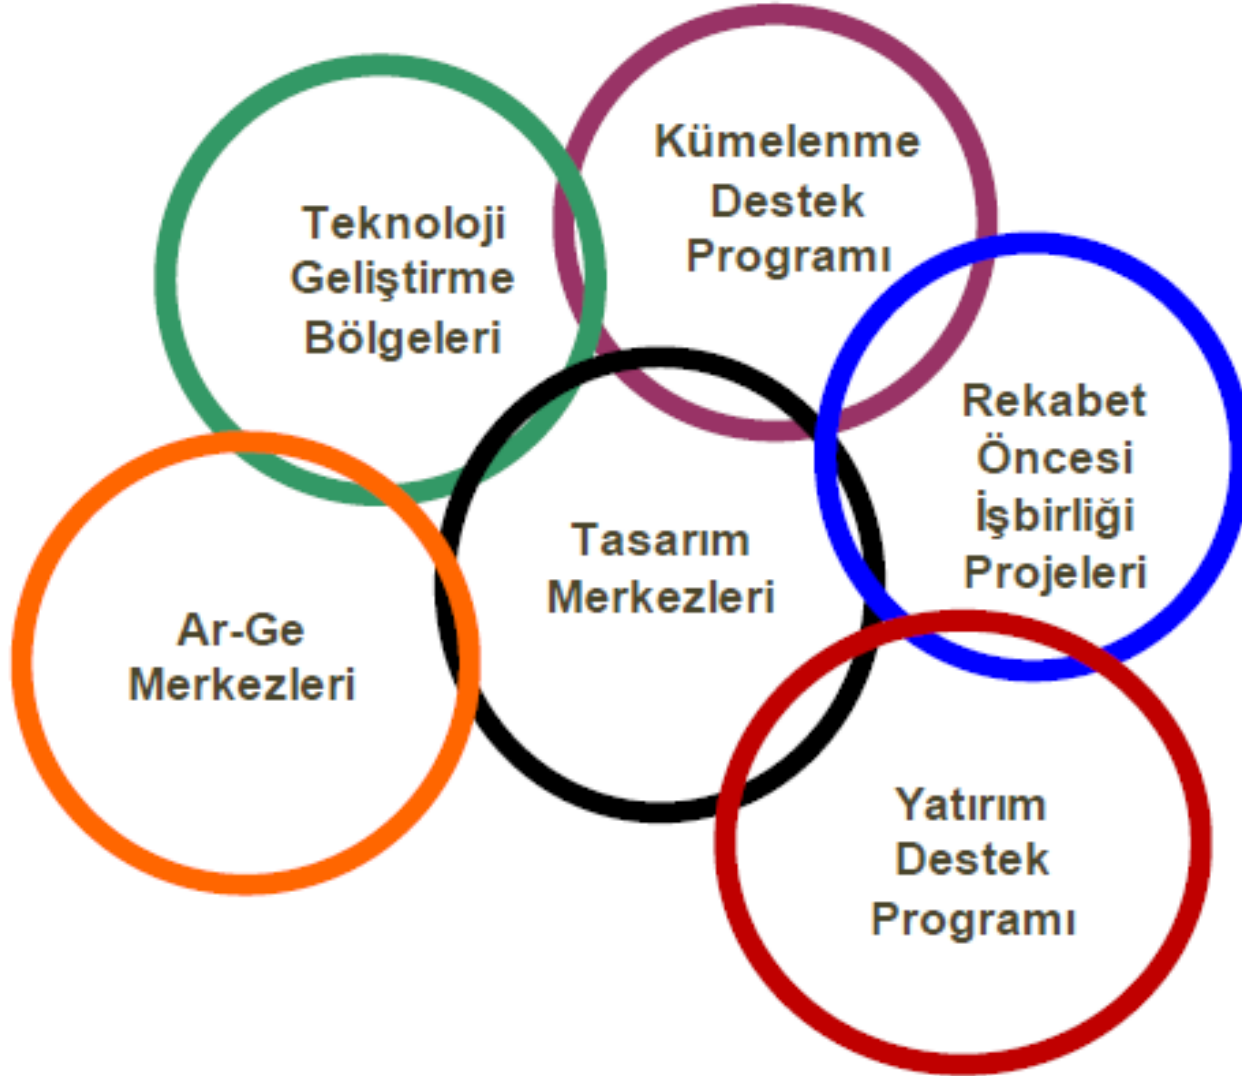 Kümelenme
Destek
Programı
Teknoloji
Geliştirme
Bölgeleri
Rekabet
Öncesi
İşbirliği
Projeleri
Tasarım
Merkezleri
Ar-Ge
Merkezleri
Yatırım
Destek
Programı